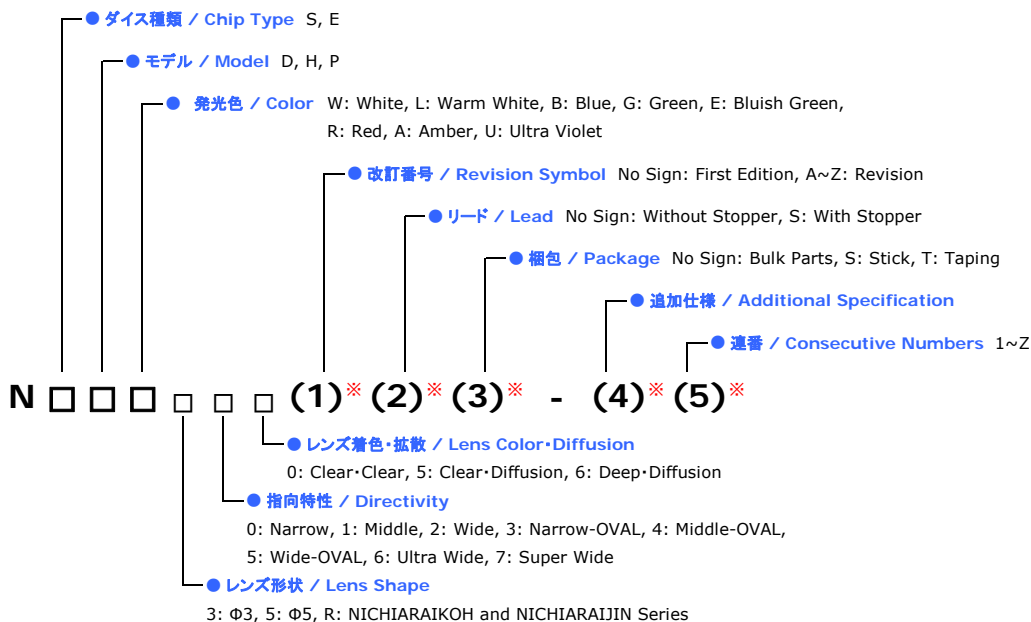 ● ダイス種類 / Chip Type S, E
● モデル / Model D, H, P
● 発光色 / Color W: White, L: Warm White, B: Blue, G: Green, E: Bluish Green,
R: Red, A: Amber, U: Ultra Violet
● 改訂番号 / Revision Symbol No Sign: First Edition, A~Z: Revision
● リード / Lead No Sign: Without Stopper, S: With Stopper
● 梱包 / Package No Sign: Bulk Parts, S: Stick, T: Taping
● 追加仕様 / Additional Specification
● 連番 / Consecutive Numbers 1~Z
N □ □ □ □ □ □ (1)※ (2)※ (3)※ - (4)※ (5)※
● レンズ着色・拡散 / Lens Color・Diffusion
0: Clear・Clear, 5: Clear・Diffusion, 6: Deep・Diffusion
● 指向特性 / Directivity
0: Narrow, 1: Middle, 2: Wide, 3: Narrow-OVAL, 4: Middle-OVAL,
5: Wide-OVAL, 6: Ultra Wide, 7: Super Wide
● レンズ形状 / Lens Shape
3: Φ3, 5: Φ5, R: NICHIARAIKOH and NICHIARAIJIN Series